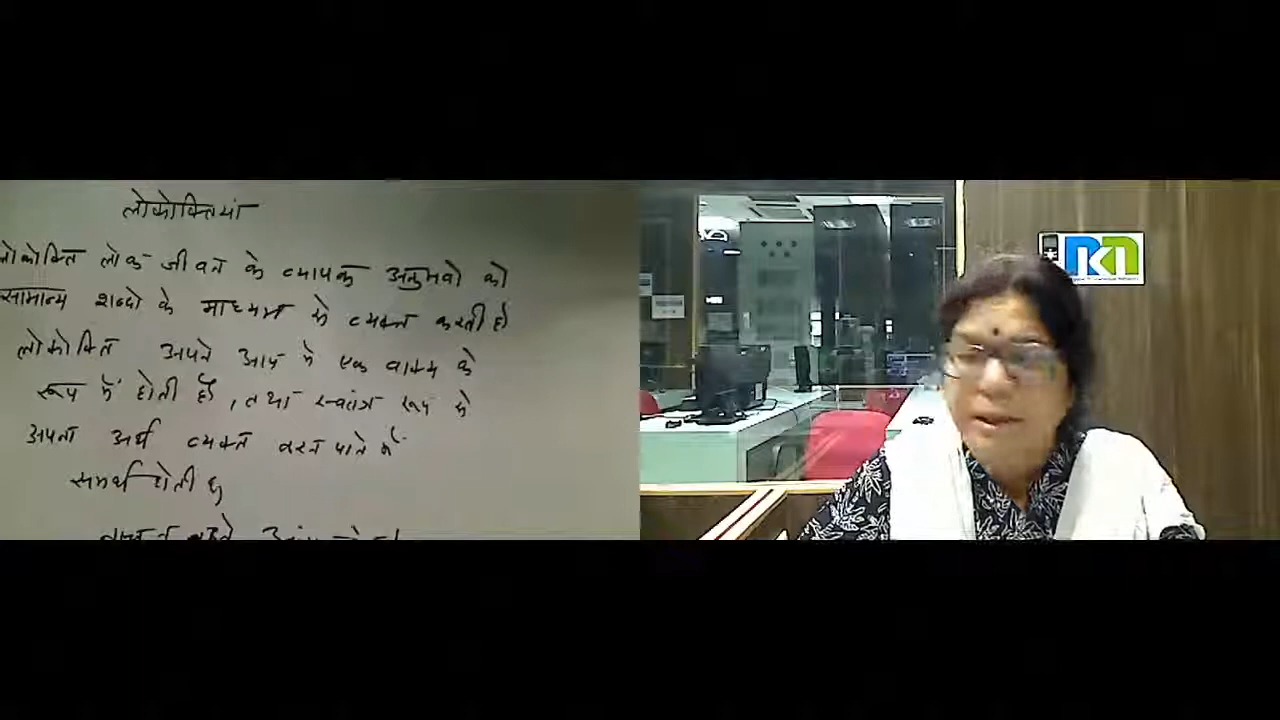 लोकोक्तियां
लोकोक्ति लोक जीवन के व्यापक अनुभवो को
सामान्य शब्दो के माध्यम से व्यक्त करती है
लोकोक्ति अपने आप मे एक वाक्य के
रूप में होती है, तथा स्वतंत्र रूप से
अपना अर्थ व्यक्त करने में
समर्थ होती है